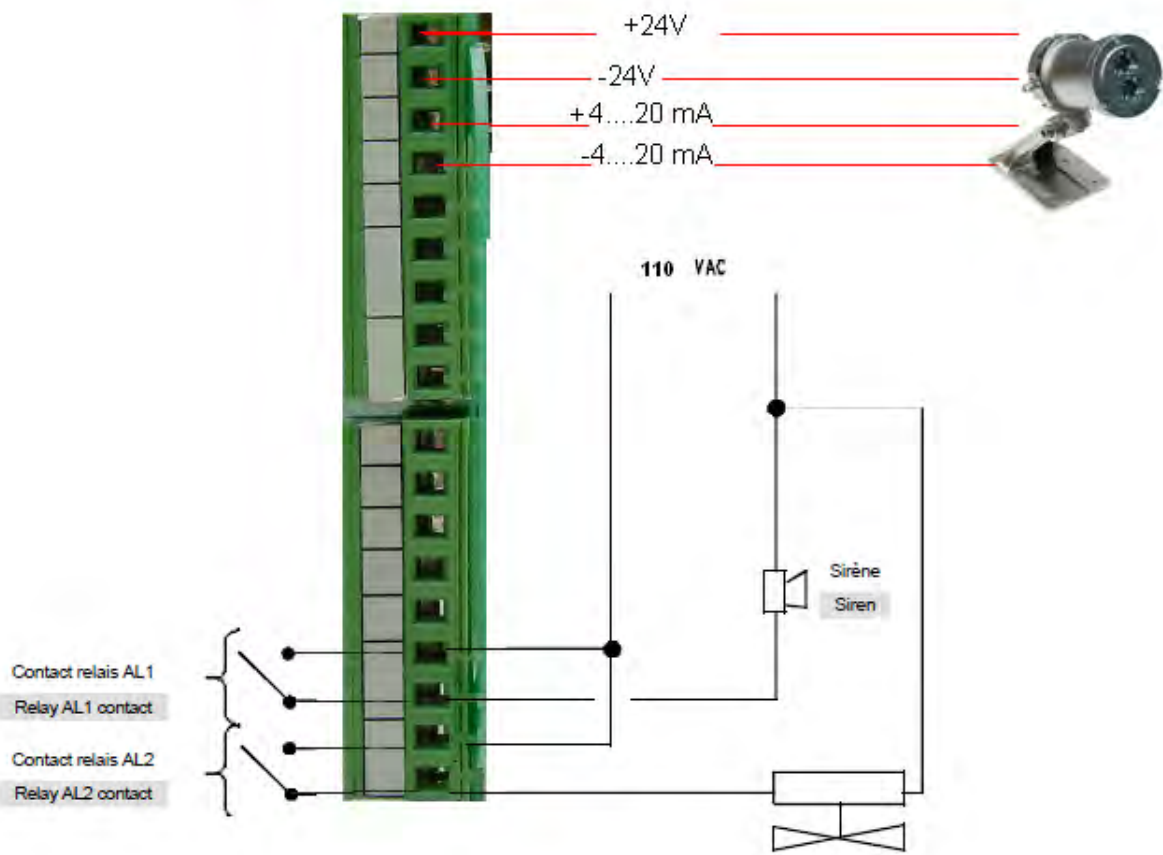 +24V
-24V
+4....20 mA
-4....20 mA
110 VAC
Sirène
Siren
Contact relais AL1
Relay AL1 contact
Contact relais AL2
Relay AL2 contact